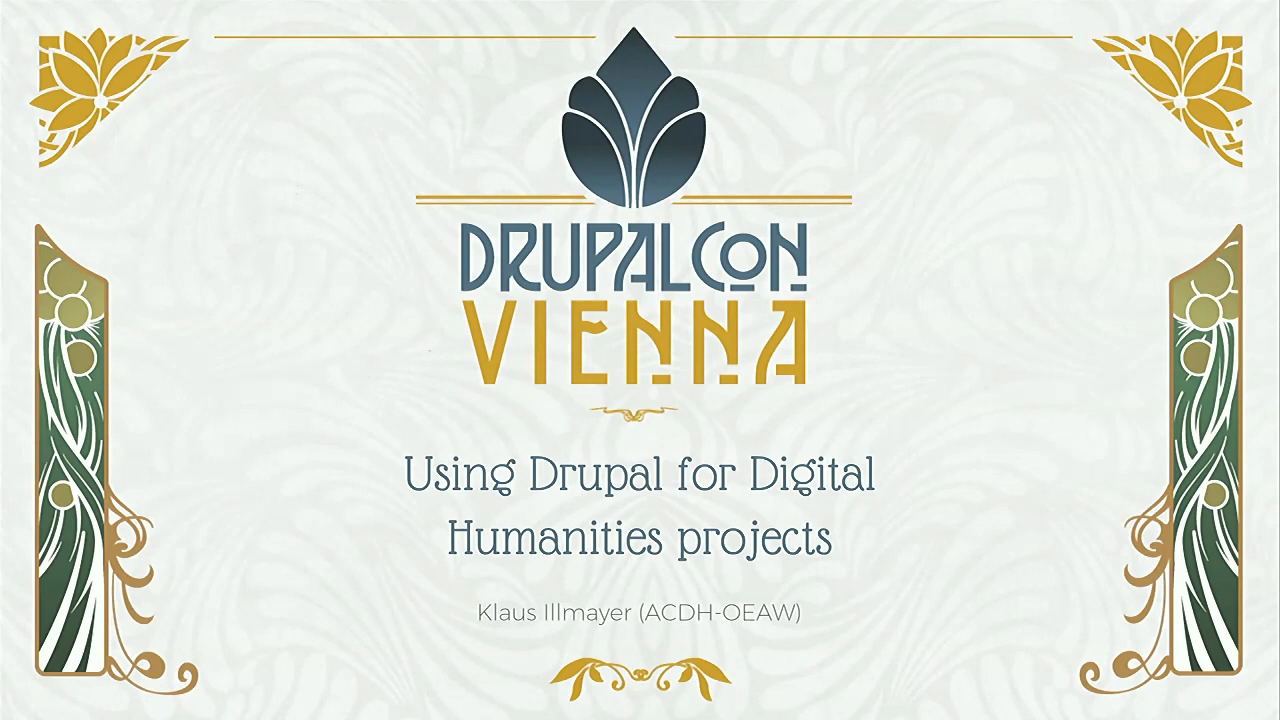 DRUPALCON
VIENNA
Using Drupal for Digital
Humanities projects
Klaus Illmayer (ACDH-OEAW)